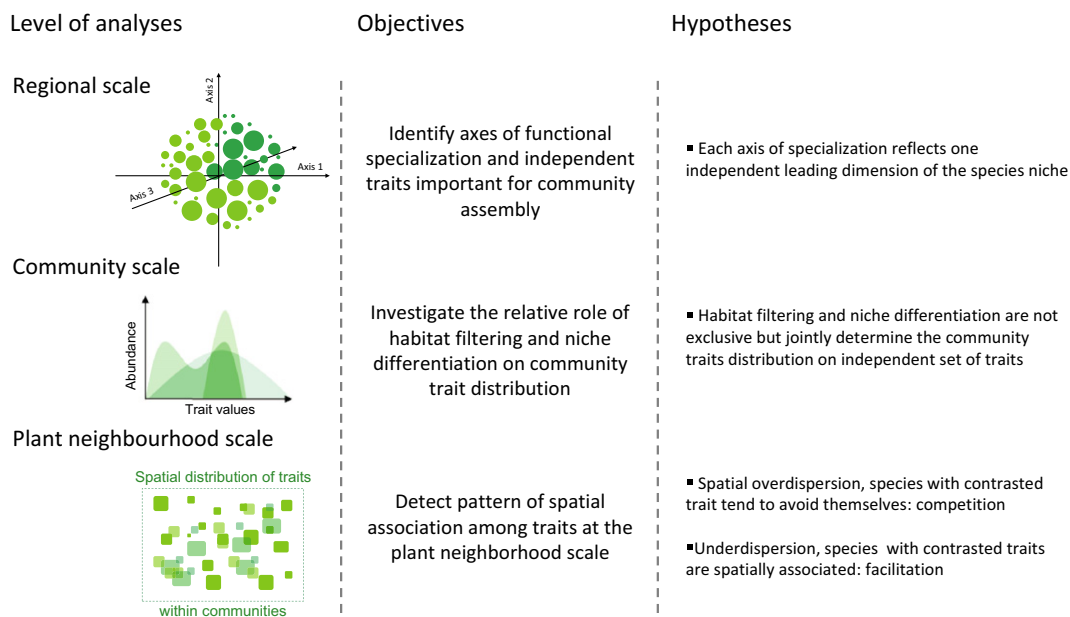 Level of analyses
Objectives
Hypotheses
Regional scale
Axis 2
Axis 1
Axis 3
Identify axes of functional
specialization and independent
traits important for community
assembly
▪ Each axis of specialization reflects one
independent leading dimension of the species niche
Community scale
Abundance
Trait values
Investigate the relative role of
habitat filtering and niche
differentiation on community
trait distribution
▪ Habitat filtering and niche differentiation are not
exclusive but jointly determine the community
traits distribution on independent set of traits
Plant neighbourhood scale
Spatial distribution of traits
within communities
Detect pattern of spatial
association among traits at the
plant neighborhood scale
▪ Spatial overdispersion, species with contrasted
trait tend to avoid themselves: competition
▪Underdispersion, species with contrasted traits
are spatially associated: facilitation